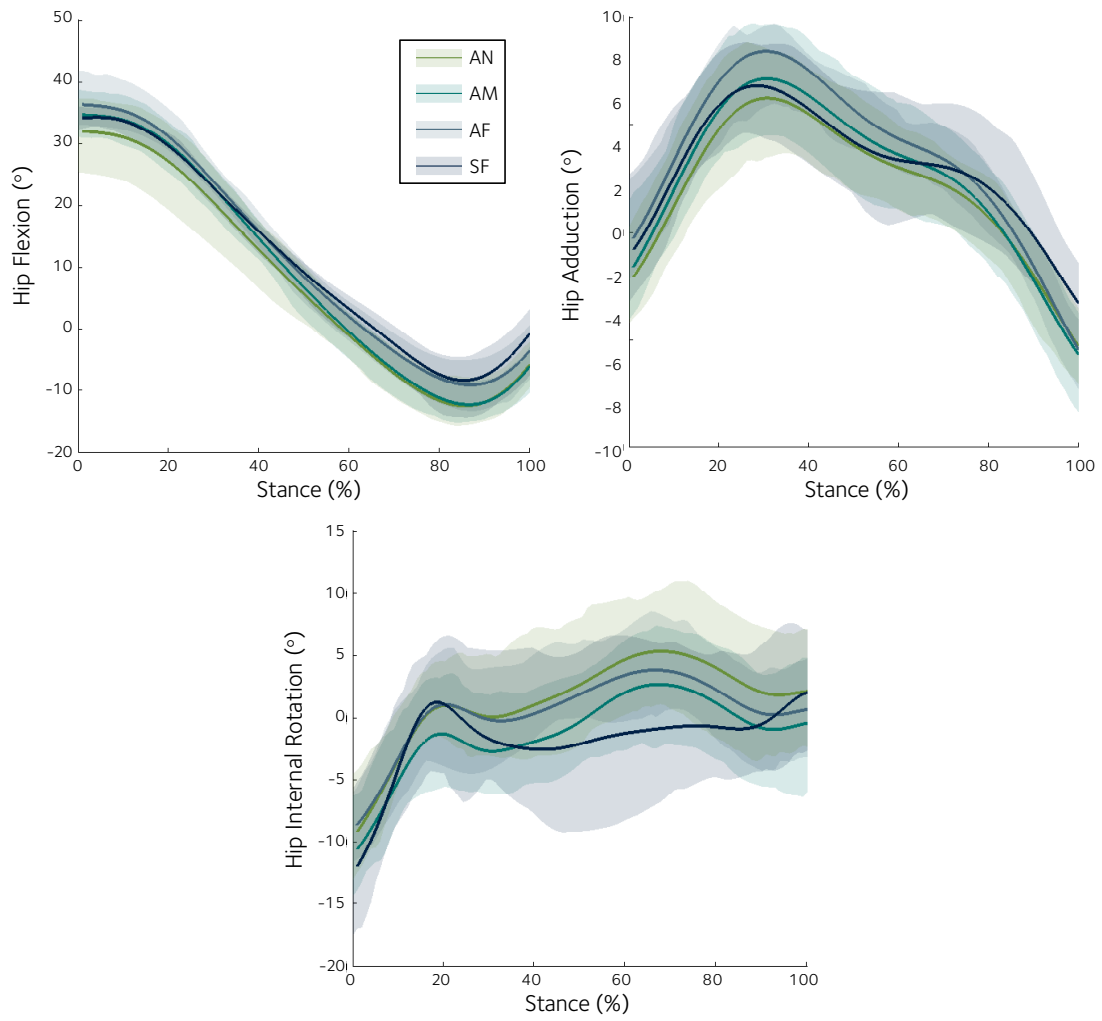 50
40
30
20
10
0
-10
-20
Hip Flexion (°)
0 20 40 60 80 100
Stance (%)
AN
AM
AF
SF
10
8
6
4
2
0
-2
-4
-6
-8
-10
Hip Adduction (°)
0 20 40 60 80 100
Stance (%)
15
10
5
0
-5
-10
-15
-20
Hip Internal Rotation (°)
0 20 40 60 80 100
Stance (%)